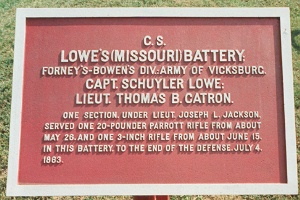 C.S.
LOWE'S (MISSOURI) BATTERY;
FORNEY'S-BOWEN'S DIV.: ARMY OF VICKSBURG.
CAPT. SCHUYLER LOWE;
LIEUT. THOMAS B. CATRON.
ONE SECTION, UNDER LIEUT. JOSEPH L. JACKSON,
SERVED ONE 20-POUNDER PARROTT RIFLE FROM ABOUT
MAY 28, AND ONE 3-INCH RIFLE FROM ABOUT JUNE 15,
IN THIS BATTERY, TO THE END OF THE DEFENSE, JULY 4,
1863.